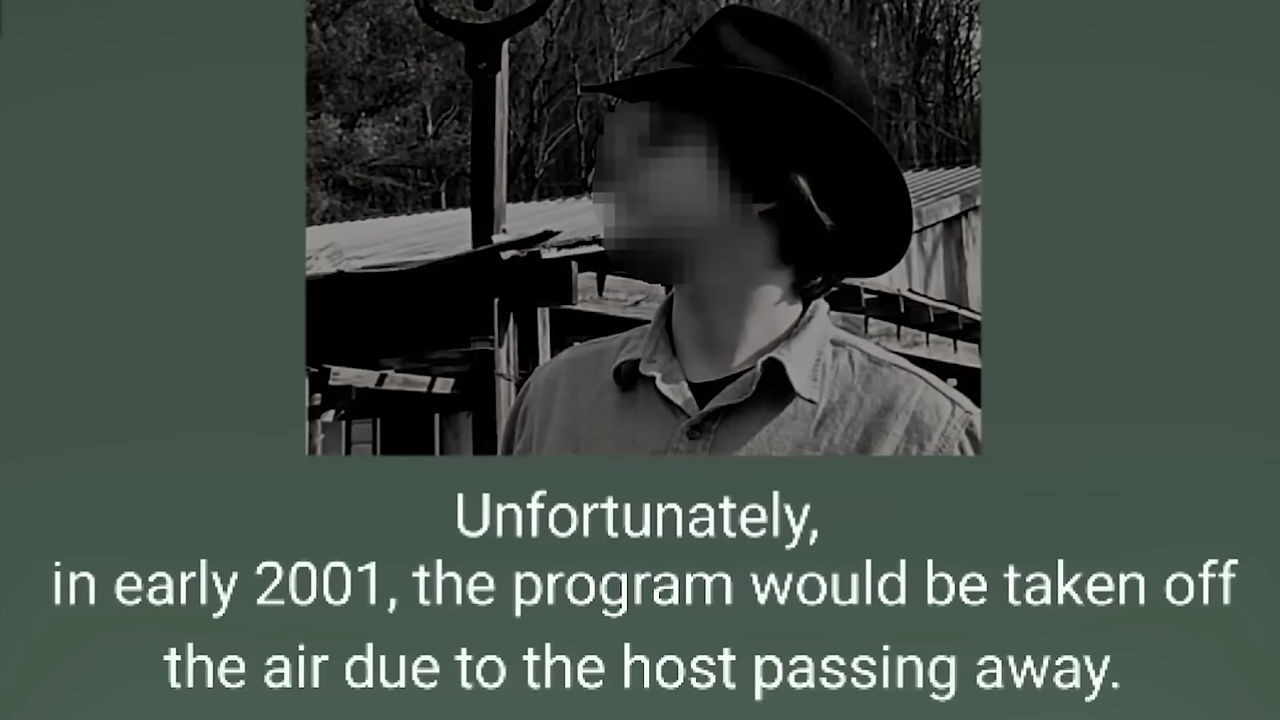 Unfortunately,
in early 2001, the program would be taken off
the air due to the host passing away.